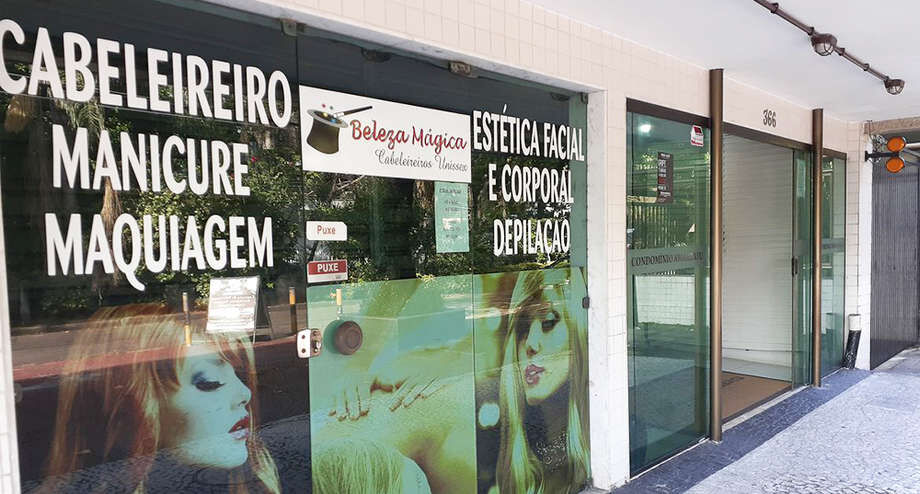 CABELEIREIRO
MANICURE
MAQUIAGEM
Beleza Mágica
Cabeleireiros Unissex
Puxe
PUXE
ESTÉTICA FACIAL
E CORPORAL
DEPILAÇÃO
CONDOMÍNIO
366